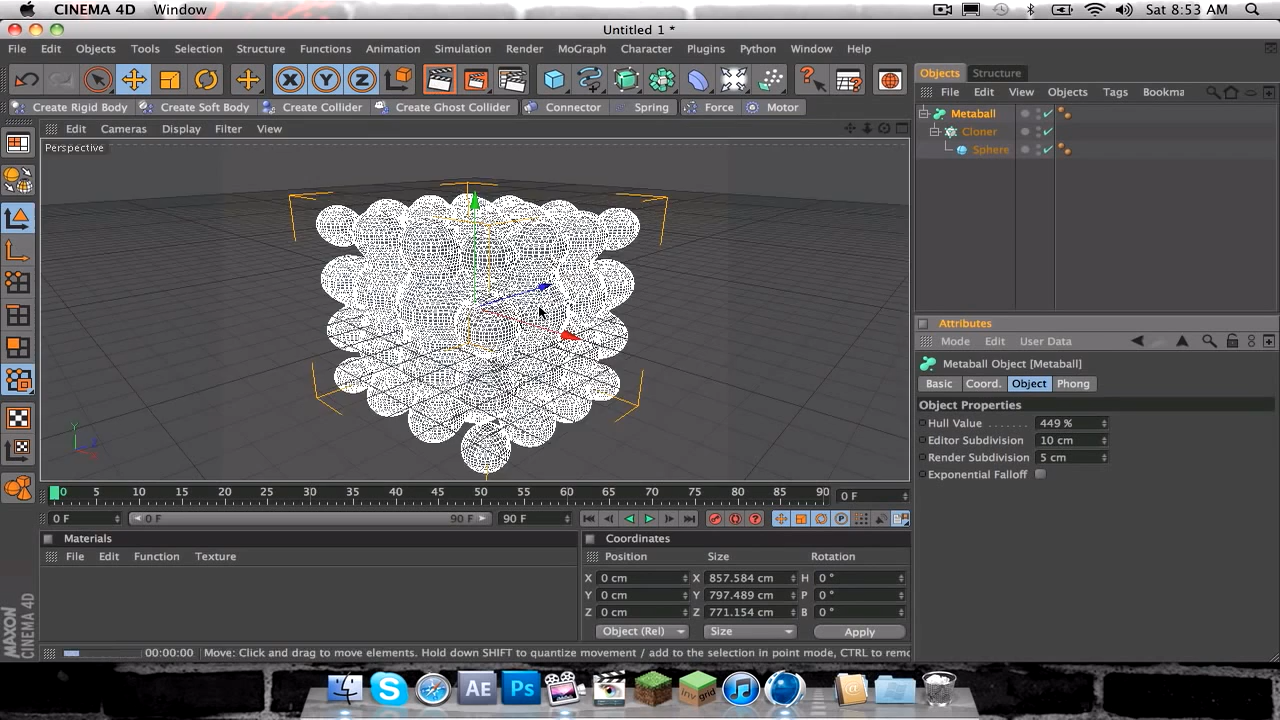 CINEMA 4D Window Sat 8:53 AM
Untitled 1 *
File Edit Objects Tools Selection Structure Functions Animation Simulation Render MoGraph Character Plugins Python Window Help
X Y Z
Create Rigid Body Create Soft Body Create Collider Create Ghost Collider Connector Spring Force Motor
Edit Cameras Display Filter View
Perspective
Y
Z
Objects Structure
File Edit View Objects Tags Bookma
Metaball
Cloner
Sphere
Attributes
Mode Edit User Data
Metaball Object [Metaball]
Basic Coord. Object Phong
Object Properties
Hull Value . . . . . . . 449 %
Editor Subdivision 10 cm
Render Subdivision 5 cm
Exponential Falloff
0 5 10 15 20 25 30 35 40 45 50 55 60 65 70 75 80 85 90 0 F
0 F 0 F 90 F 90 F
Materials
File Edit Function Texture
Coordinates
Position Size Rotation
X 0 cm X 857.584 cm H 0 °
Y 0 cm Y 797.489 cm P 0 °
Z 0 cm Z 771.154 cm B 0 °
Object (Rel) Size Apply
00:00:00 Move: Click and drag to move elements. Hold down SHIFT to quantize movement / add to the selection in point mode, CTRL to remo
MAXON
CINEMA 4D
AE Ps inv grid